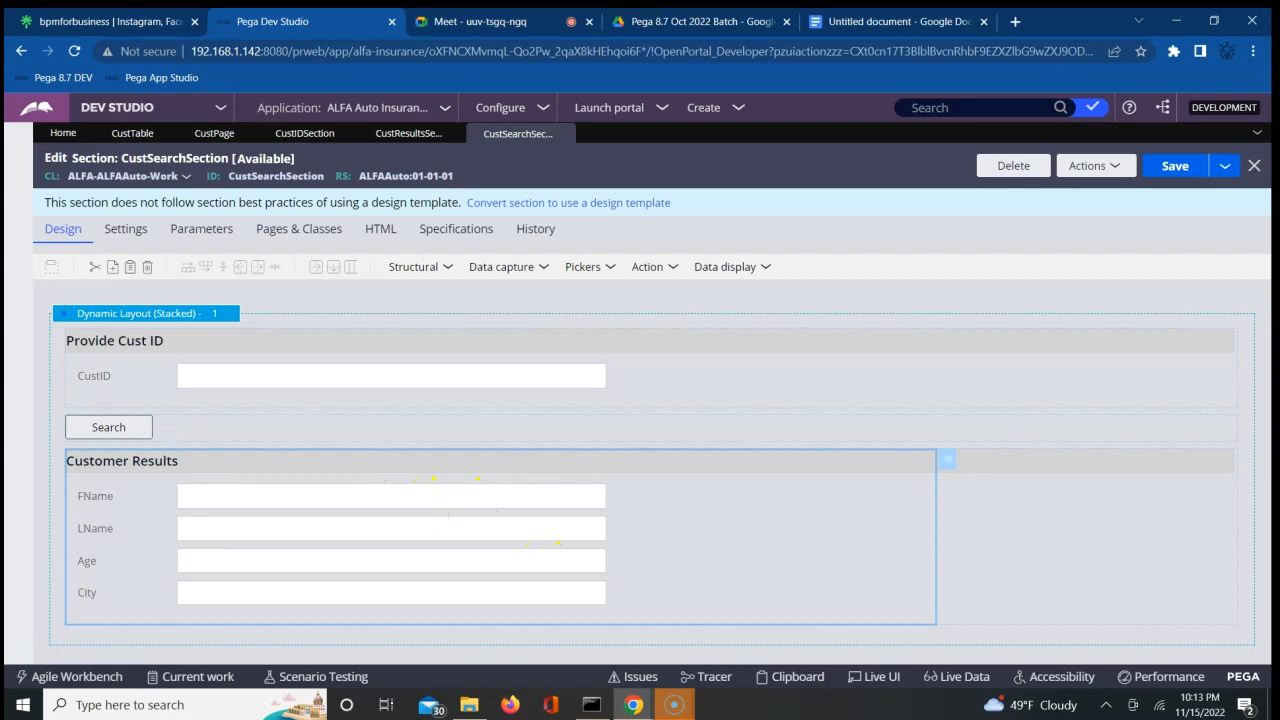 bpmforbusiness | Instagram, Fac
Pega Dev Studio
Meet - uuv-tsgq-ngq
Pega 8.7 Oct 2022 Batch - Googl
Untitled document - Google Doc
Not secure
192.168.1.142:8080/prweb/app/alfa-insurance/oXFNCXMvmqL-Qo2Pw_2qaX8kHEhqoi6F*/!OpenPortal_Developer?pzuiactionzzz=CXt0cn17T3BlblBvcnRhbF9EZXZlbG9wZXJ9OD...
Pega 8.7 DEV
Pega App Studio
DEV STUDIO
Application: ALFA Auto Insuran...
Configure
Launch portal
Create
Search
DEVELOPMENT
Home
CustTable
CustPage
CustIDSection
CustResultsSe...
CustSearchSec...
Edit Section: CustSearchSection [Available]
CL: ALFA-ALFAAuto-Work
ID: CustSearchSection
RS: ALFAAuto:01-01-01
Delete
Actions
Save
This section does not follow section best practices of using a design template. Convert section to use a design template
Design
Settings
Parameters
Pages & Classes
HTML
Specifications
History
Structural
Data capture
Pickers
Action
Data display
Dynamic Layout (Stacked) - 1
Provide Cust ID
CustID
Search
Customer Results
FName
LName
Age
City
Agile Workbench
Current work
Scenario Testing
Issues
Tracer
Clipboard
Live UI
Live Data
Accessibility
Performance
PEGA
Type here to search
30
49°F Cloudy
10:13 PM
11/15/2022
2